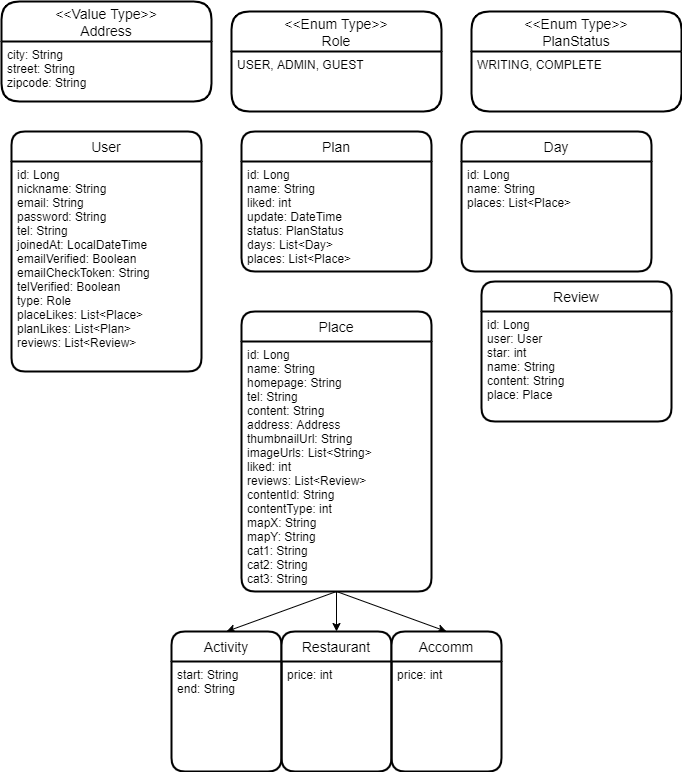 <<Value Type>>
Address
city: String
street: String
zipcode: String
<<Enum Type>>
Role
USER, ADMIN, GUEST
<<Enum Type>>
PlanStatus
WRITING, COMPLETE
User
id: Long
nickname: String
email: String
password: String
tel: String
joinedAt: LocalDateTime
emailVerified: Boolean
emailCheckToken: String
telVerified: Boolean
type: Role
placeLikes: List<Place>
planLikes: List<Plan>
reviews: List<Review>
Plan
id: Long
name: String
liked: int
update: DateTime
status: PlanStatus
days: List<Day>
places: List<Place>
Day
id: Long
name: String
places: List<Place>
Review
id: Long
user: User
star: int
name: String
content: String
place: Place
Place
id: Long
name: String
homepage: String
tel: String
content: String
address: Address
thumbnailUrl: String
imageUrls: List<String>
liked: int
reviews: List<Review>
contentId: String
contentType: int
mapX: String
mapY: String
cat1: String
cat2: String
cat3: String
Activity
start: String
end: String
Restaurant
price: int
Accomm
price: int